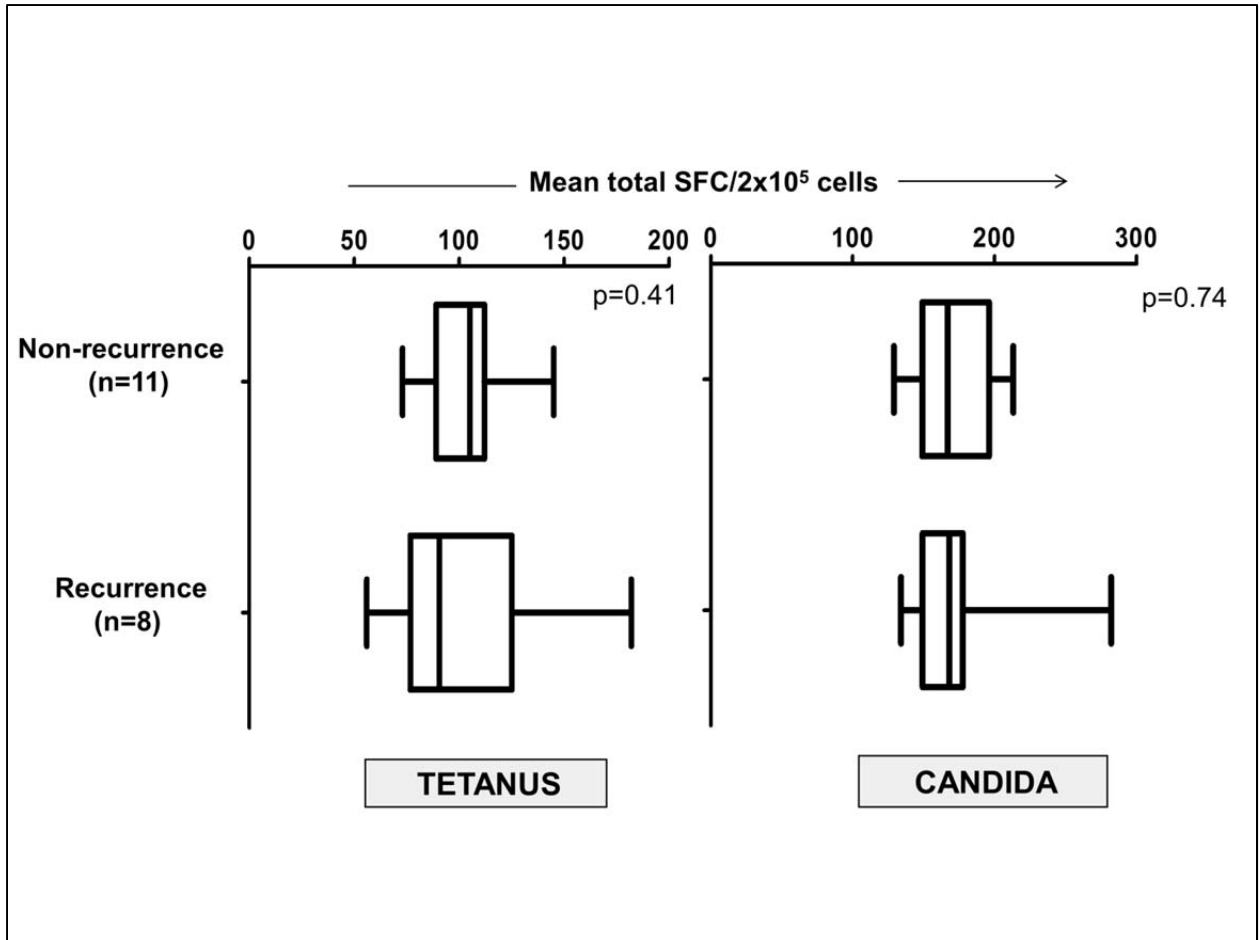 Mean total SFC/2x10⁵ cells
0 50 100 150 200 0 100 200 300
p=0.41 p=0.74
Non-recurrence
(n=11)
Recurrence
(n=8)
TETANUS CANDIDA